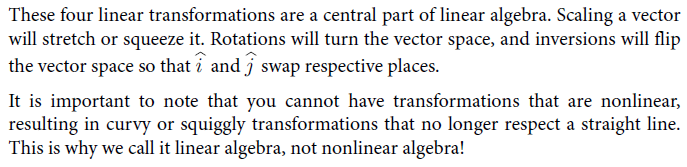 These four linear transformations are a central part of linear algebra. Scaling a vector
will stretch or squeeze it. Rotations will turn the vector space, and inversions will flip
the vector space so that î and ĵ swap respective places.
It is important to note that you cannot have transformations that are nonlinear,
resulting in curvy or squiggly transformations that no longer respect a straight line.
This is why we call it linear algebra, not nonlinear algebra!